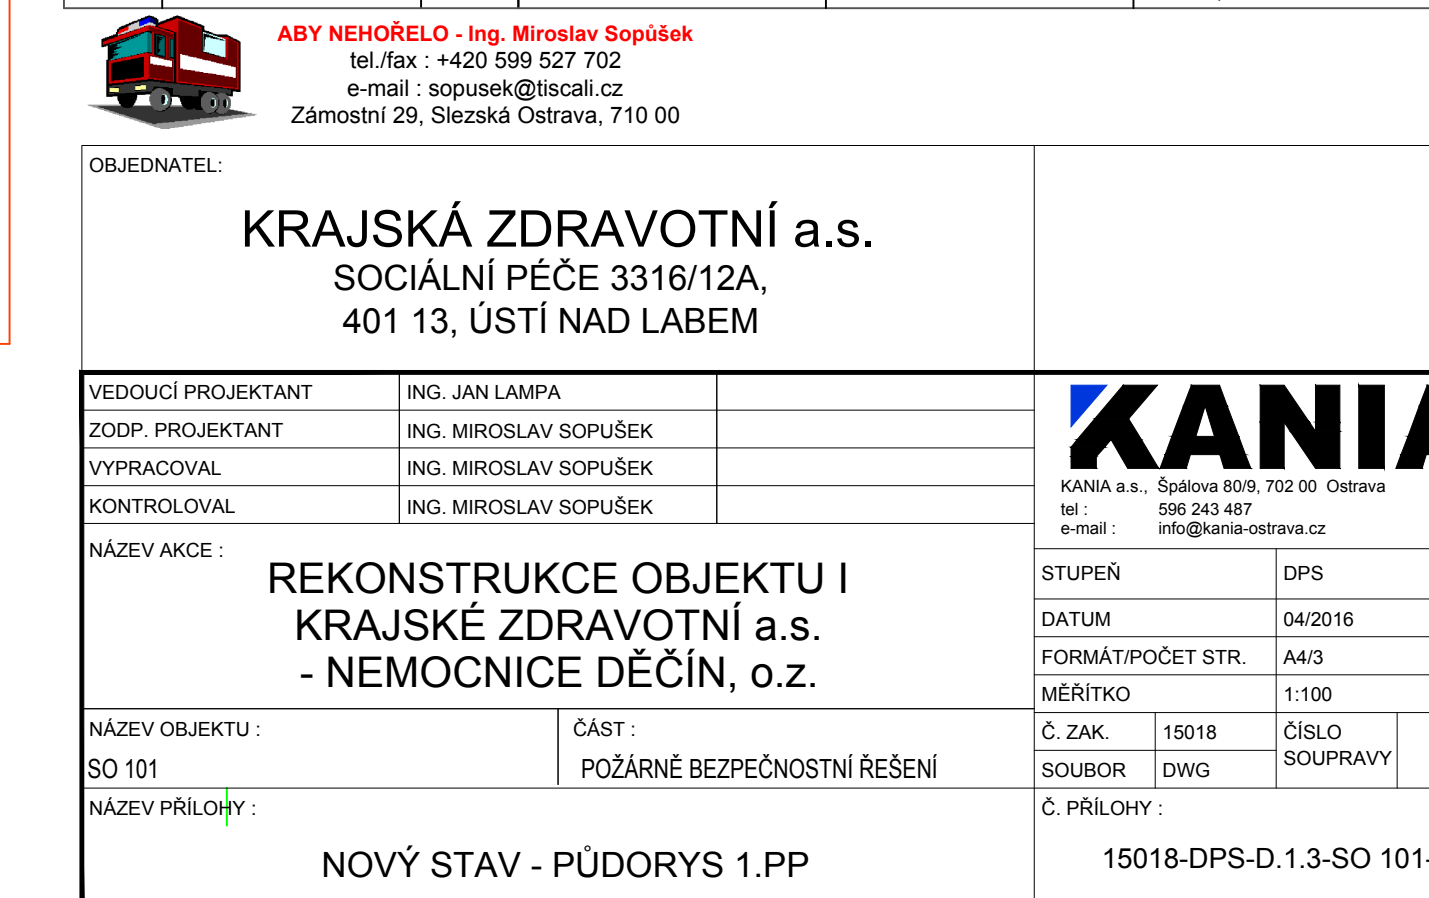 ABY NEHOŘELO - Ing. Miroslav Sopůšek
tel./fax : +420 599 527 702
e-mail : sopusek@tiscali.cz
Zámostní 29, Slezská Ostrava, 710 00
OBJEDNATEL:
KRAJSKÁ ZDRAVOTNÍ a.s.
SOCIÁLNÍ PÉČE 3316/12A,
401 13, ÚSTÍ NAD LABEM
VEDOUCÍ PROJEKTANT ING. JAN LAMPA
ZODP. PROJEKTANT ING. MIROSLAV SOPUŠEK
VYPRACOVAL ING. MIROSLAV SOPUŠEK
KONTROLOVAL ING. MIROSLAV SOPUŠEK
KANIA
KANIA a.s., Špálova 80/9, 702 00 Ostrava
tel : 596 243 487
e-mail : info@kania-ostrava.cz
NÁZEV AKCE :
REKONSTRUKCE OBJEKTU I
KRAJSKÉ ZDRAVOTNÍ a.s.
- NEMOCNICE DĚČÍN, o.z.
STUPEŇ DPS
DATUM 04/2016
FORMÁT/POČET STR. A4/3
MĚŘÍTKO 1:100
NÁZEV OBJEKTU :
SO 101
ČÁST :
POŽÁRNĚ BEZPEČNOSTNÍ ŘEŠENÍ
Č. ZAK. 15018
SOUBOR DWG
ČÍSLO
SOUPRAVY
NÁZEV PŘÍLOHY :
NOVÝ STAV - PŮDORYS 1.PP
Č. PŘÍLOHY :
15018-DPS-D.1.3-SO 101-